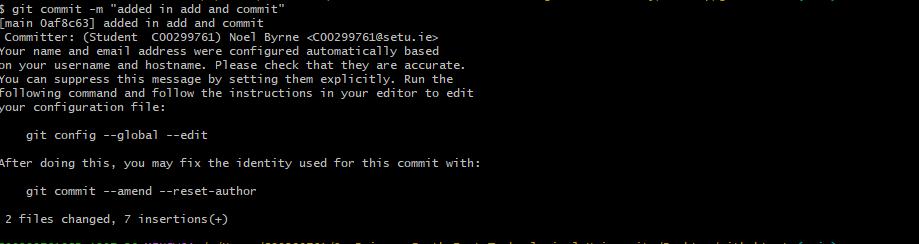 $ git commit -m "added in add and commit"
[main 0af8c63] added in add and commit
 Committer: (Student  C00299761) Noel Byrne <C00299761@setu.ie>
Your name and email address were configured automatically based
on your username and hostname. Please check that they are accurate.
You can suppress this message by setting them explicitly. Run the
following command and follow the instructions in your editor to edit
your configuration file:

    git config --global --edit

After doing this, you may fix the identity used for this commit with:

    git commit --amend --reset-author

 2 files changed, 7 insertions(+)